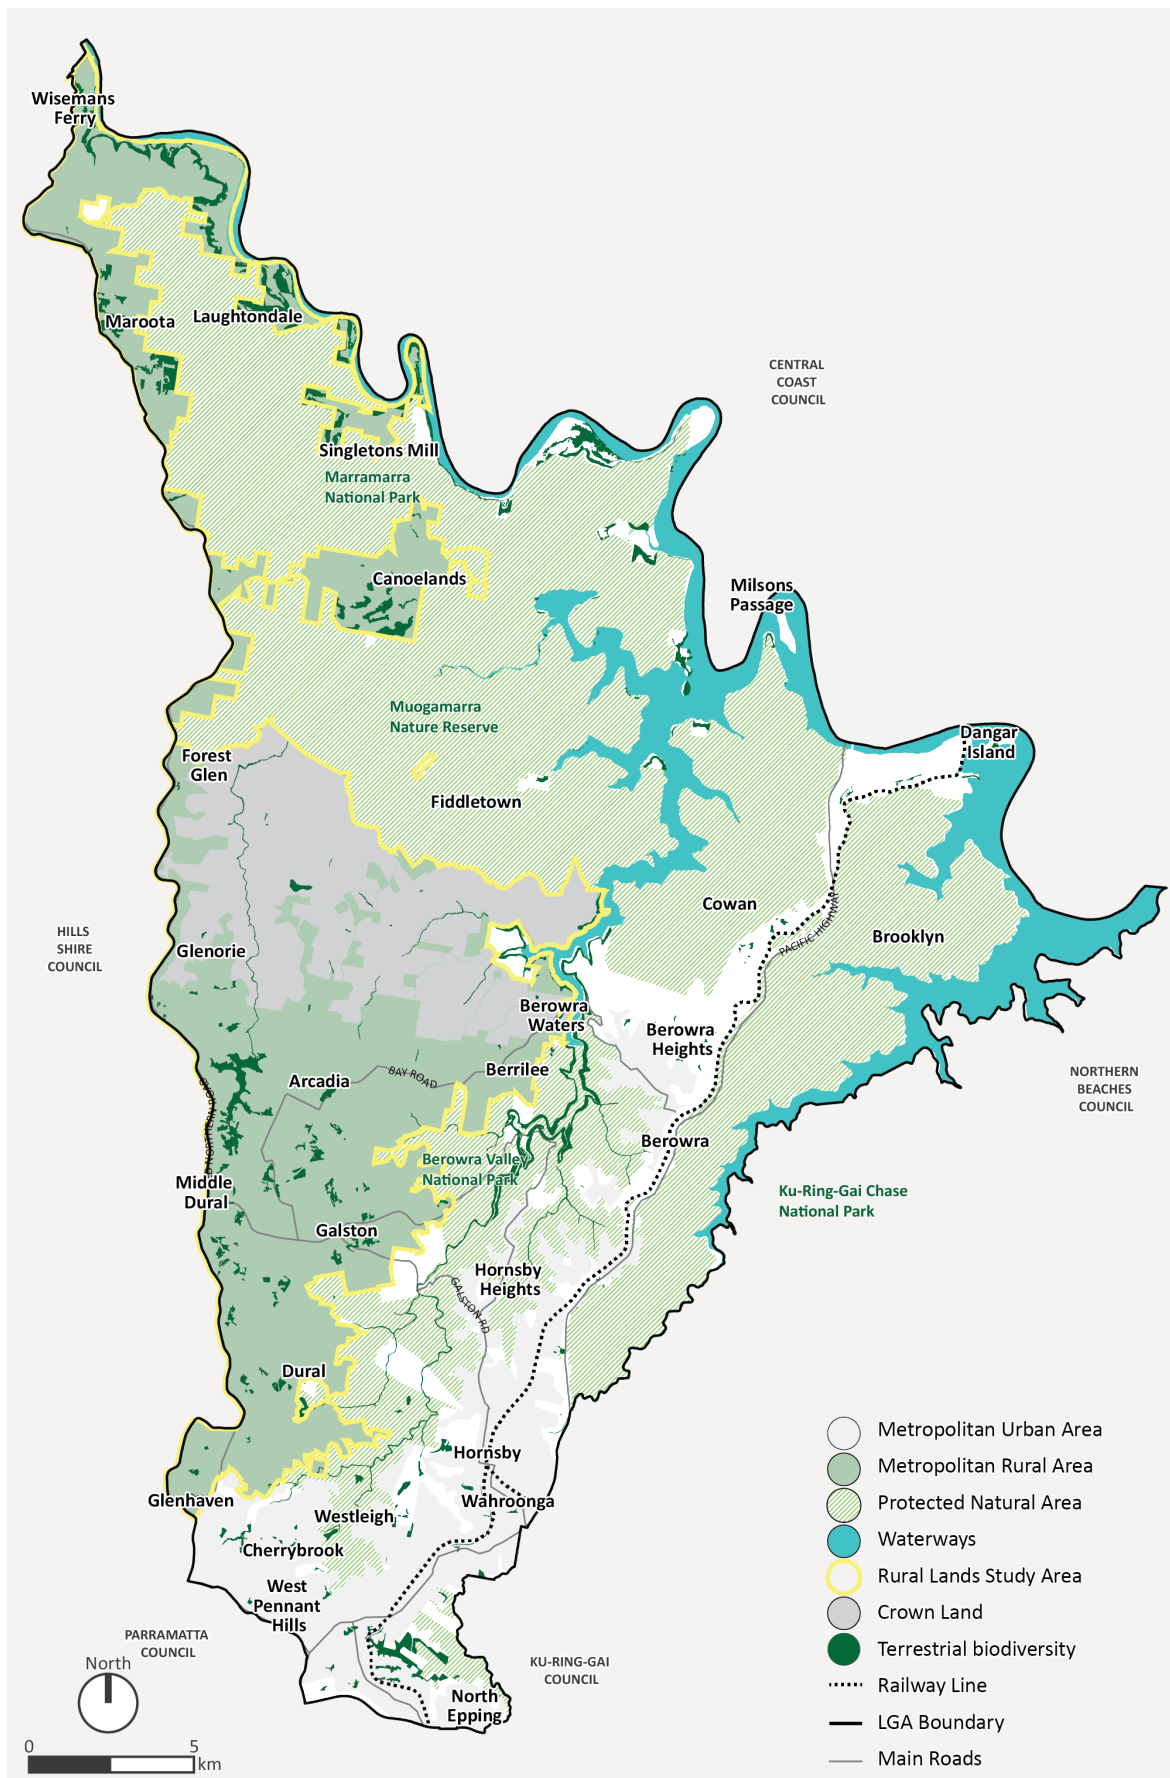 Wisemans
Ferry
Maroota
Laughtondale
CENTRAL
COAST
COUNCIL
Singletons Mill
Marramarra
National Park
Canoelands
Milsons
Passage
Muogamarra
Nature Reserve
Dangar
Island
Forest
Glen
Fiddletown
Cowan
PACIFIC HIGHWAY
Brooklyn
HILLS
SHIRE
COUNCIL
Glenorie
Berowra
Waters
Berowra
Heights
Berrilee
BAY ROAD
Arcadia
NORTHERN
BEACHES
COUNCIL
Berowra
Berowra Valley
National Park
Middle
Dural
Ku-Ring-Gai Chase
National Park
Galston
Hornsby
Heights
GALSTON RD
Dural
Hornsby
Glenhaven
Wahroonga
Westleigh
Cherrybrook
West
Pennant
Hills
PARRAMATTA
COUNCIL
KU-RING-GAI
COUNCIL
North
Epping
Metropolitan Urban Area
Metropolitan Rural Area
Protected Natural Area
Waterways
Rural Lands Study Area
Crown Land
Terrestrial biodiversity
Railway Line
LGA Boundary
Main Roads
North
0 5
km